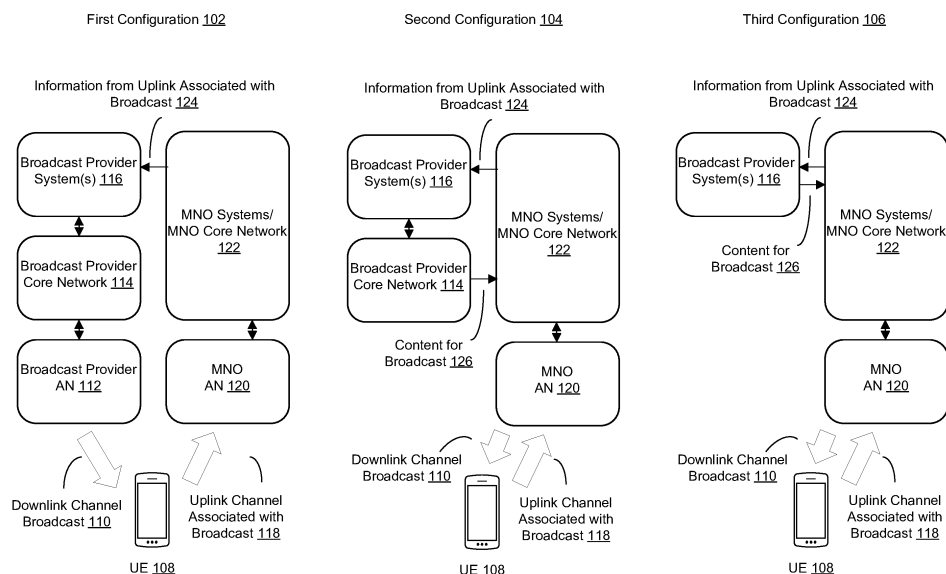 First Configuration 102
Information from Uplink Associated with
Broadcast 124
Broadcast Provider
System(s) 116
MNO Systems/
MNO Core Network
122
Broadcast Provider
Core Network 114
Broadcast Provider
AN 112
MNO
AN 120
Downlink Channel
Broadcast 110
Uplink Channel
Associated with
Broadcast 118
UE 108
Second Configuration 104
Information from Uplink Associated with
Broadcast 124
Broadcast Provider
System(s) 116
MNO Systems/
MNO Core Network
122
Broadcast Provider
Core Network 114
Content for
Broadcast 126
MNO
AN 120
Downlink Channel
Broadcast 110
Uplink Channel
Associated with
Broadcast 118
UE 108
Third Configuration 106
Information from Uplink Associated with
Broadcast 124
Broadcast Provider
System(s) 116
MNO Systems/
MNO Core Network
122
Content for
Broadcast 126
MNO
AN 120
Downlink Channel
Broadcast 110
Uplink Channel
Associated with
Broadcast 118
UE 108